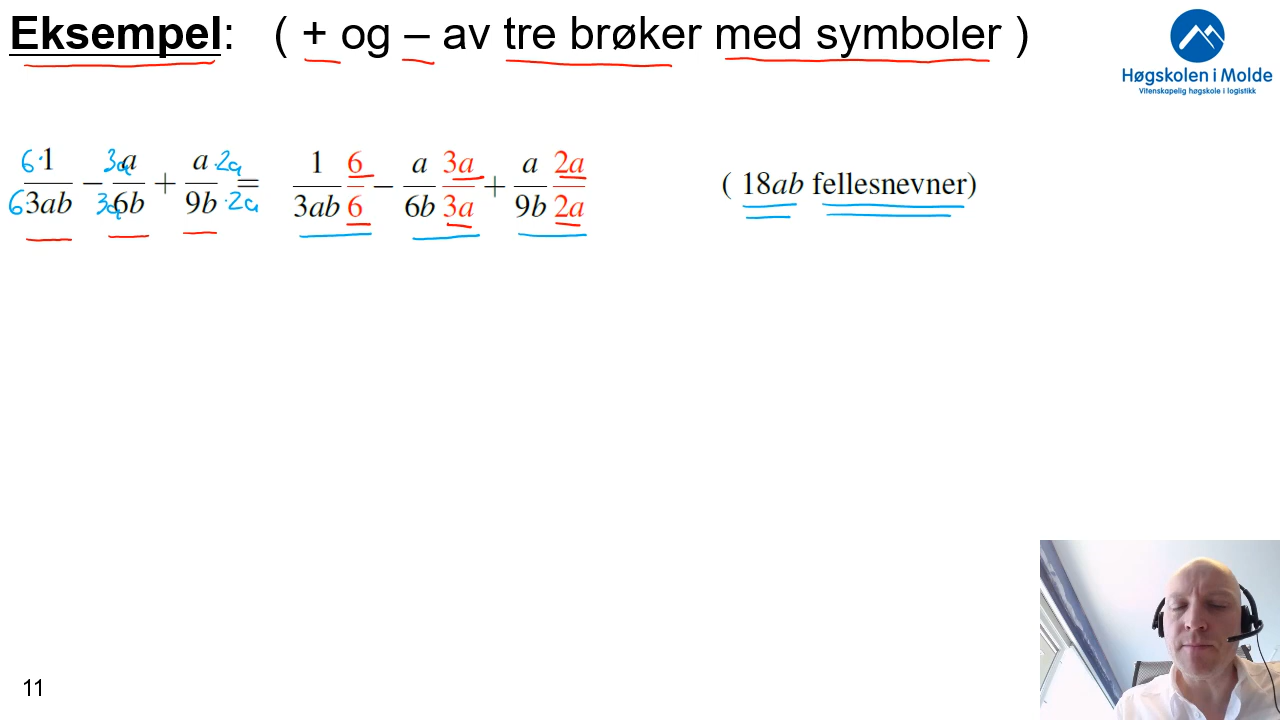 Eksempel: ( + og – av tre brøker med symboler )
Høgskolen i Molde
Vitenskapelig høgskole i logistikk
6·1 3a a a·2a 1 6 a 3a a 2a
— − — + — = — — − — — + — — ( 18ab fellesnevner)
6 3ab 3a 6b 9b·2a 3ab 6 6b 3a 9b 2a
11